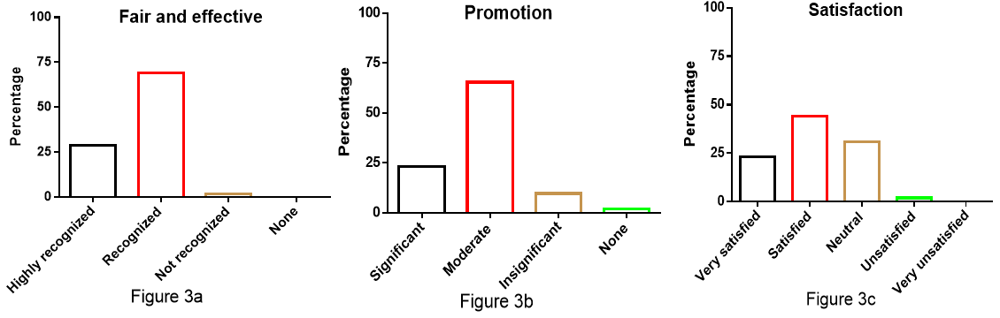 Fair and effective
100
75
50
25
0
Percentage
Highly recognized
Recognized
Not recognized
None
Figure 3a
Promotion
100
75
50
25
0
Percentage
Significant
Moderate
Insignificant
None
Figure 3b
Satisfaction
100
75
50
25
0
Percentage
Very satisfied
Satisfied
Neutral
Unsatisfied
Very unsatisfied
Figure 3c